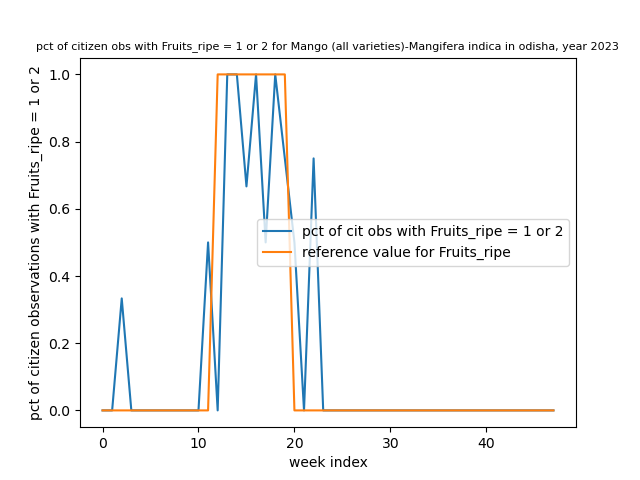 pct of citizen obs with Fruits_ripe = 1 or 2 for Mango (all varieties)-Mangifera indica in odisha, year 2023
pct of citizen observations with Fruits_ripe = 1 or 2
1.0
0.8
0.6
0.4
0.2
0.0
pct of cit obs with Fruits_ripe = 1 or 2
reference value for Fruits_ripe
0 10 20 30 40
week index